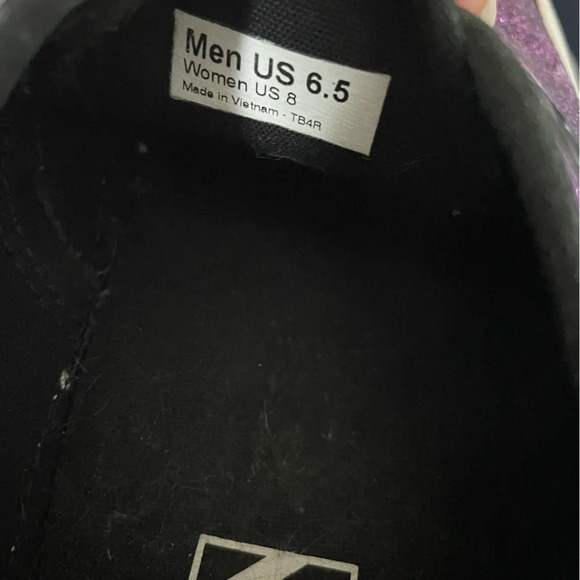 Men US 6.5
Women US 8
Made in Vietnam - TB4R